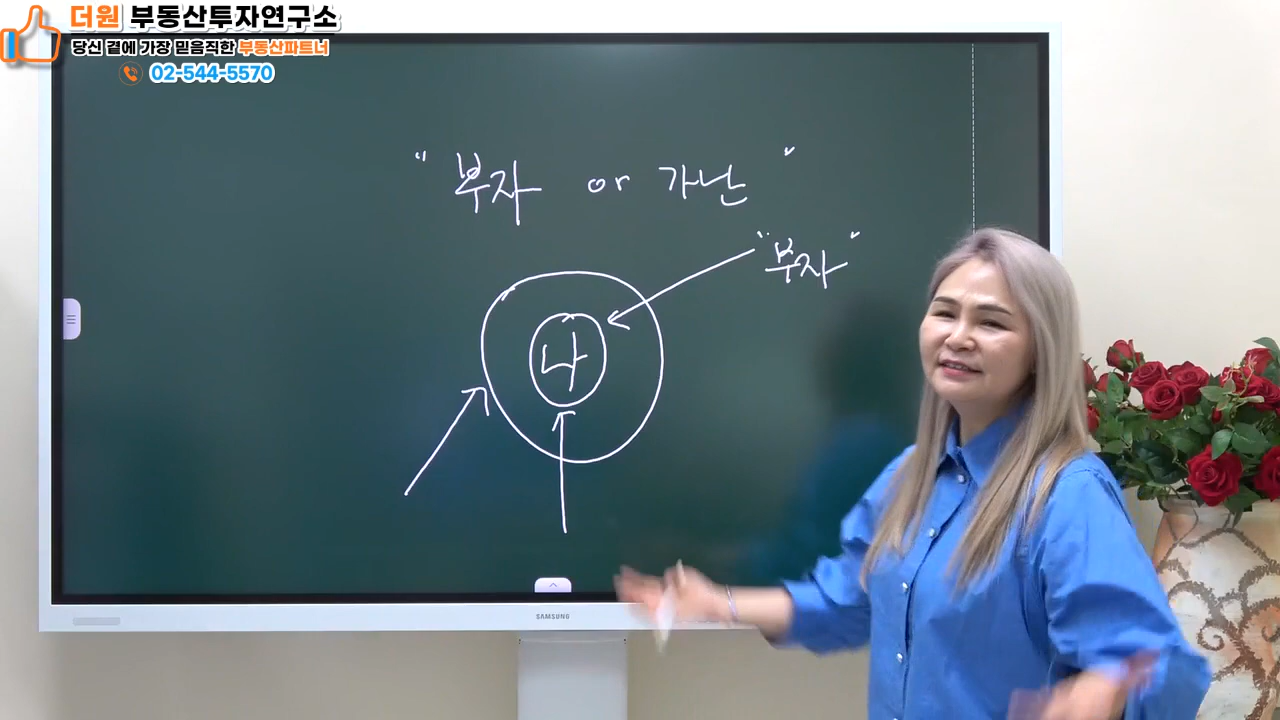 더원 부동산투자연구소
당신 곁에 가장 믿음직한 부동산파트너
02-544-5570
"부자 or 가난"
"부자"
나
SAMSUNG